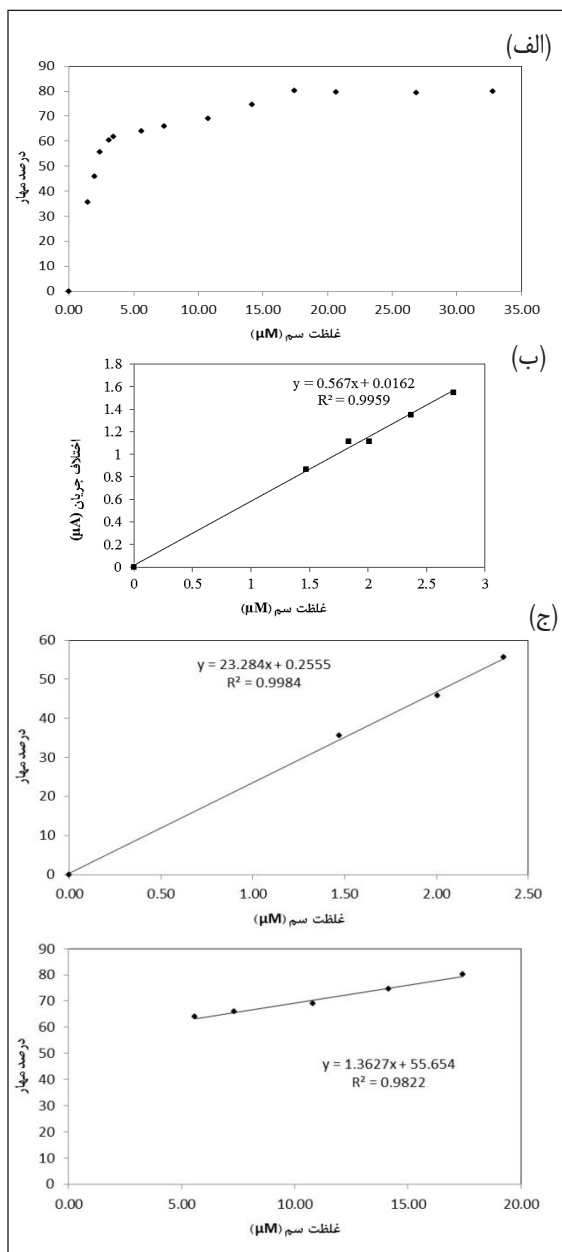 (الف)
90
80
70
60
50
40
30
20
10
0
درصد مهار
0.00 5.00 10.00 15.00 20.00 25.00 30.00 35.00
غلظت سم (µM)
(ب)
1.8
1.6
1.4
1.2
1
0.8
0.6
0.4
0.2
0
اختلاف جریان (µA)
y = 0.567x + 0.0162
R² = 0.9959
0 0.5 1 1.5 2 2.5 3
غلظت سم (µM)
(ج)
60
50
40
30
20
10
0
درصد مهار
y = 23.284x + 0.2555
R² = 0.9984
0.00 0.50 1.00 1.50 2.00 2.50
غلظت سم (µM)
90
80
70
60
50
40
30
20
10
0
درصد مهار
y = 1.3627x + 55.654
R² = 0.9822
0.00 5.00 10.00 15.00 20.00
غلظت سم (µM)